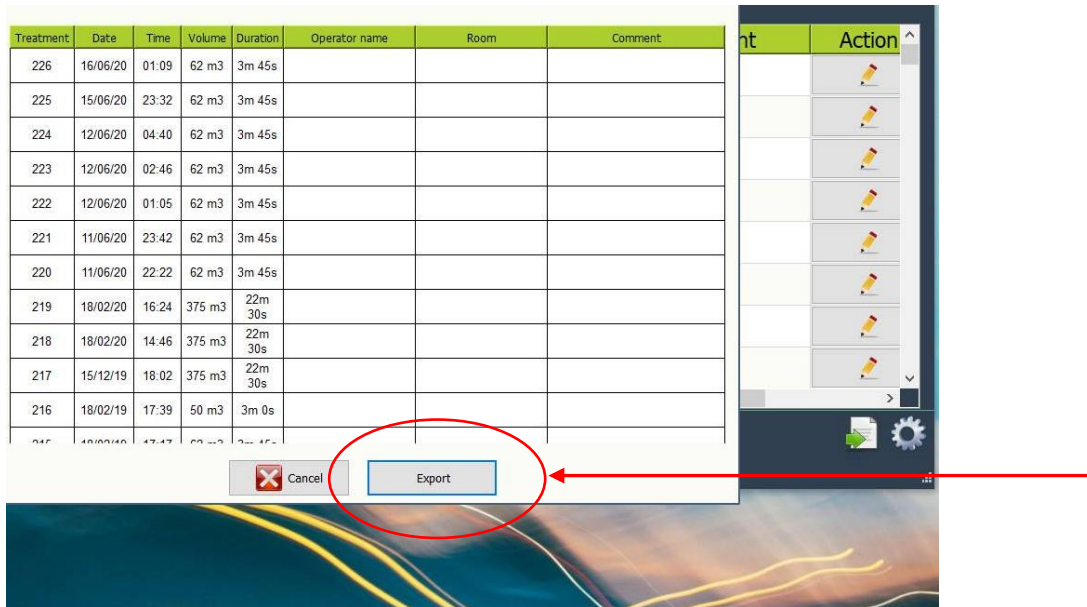 Treatment Date Time Volume Duration Operator name Room Comment
226 16/06/20 01:09 62 m3 3m 45s
225 15/06/20 23:32 62 m3 3m 45s
224 12/06/20 04:40 62 m3 3m 45s
223 12/06/20 02:46 62 m3 3m 45s
222 12/06/20 01:05 62 m3 3m 45s
221 11/06/20 23:42 62 m3 3m 45s
220 11/06/20 22:22 62 m3 3m 45s
219 18/02/20 16:24 375 m3 22m 30s
218 18/02/20 14:46 375 m3 22m 30s
217 15/12/19 18:02 375 m3 22m 30s
216 18/02/19 17:39 50 m3 3m 0s
Cancel Export
nt Action